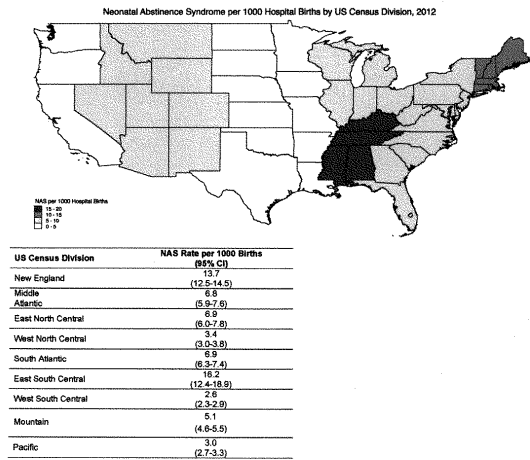 Neonatal Abstinence Syndrome per 1000 Hospital Births by US Census Division, 2012
NAS per 1000 Hospital Births
15 - 20
10 - 15
5 - 10
0 - 5
US Census Division
NAS Rate per 1000 Births
(95% CI)
New England
13.7
(12.5-14.5)
Middle
Atlantic
6.8
(5.9-7.6)
East North Central
6.9
(6.0-7.8)
West North Central
3.4
(3.0-3.8)
South Atlantic
6.9
(6.3-7.4)
East South Central
16.2
(12.4-18.9)
West South Central
2.6
(2.3-2.9)
Mountain
5.1
(4.6-5.5)
Pacific
3.0
(2.7-3.3)